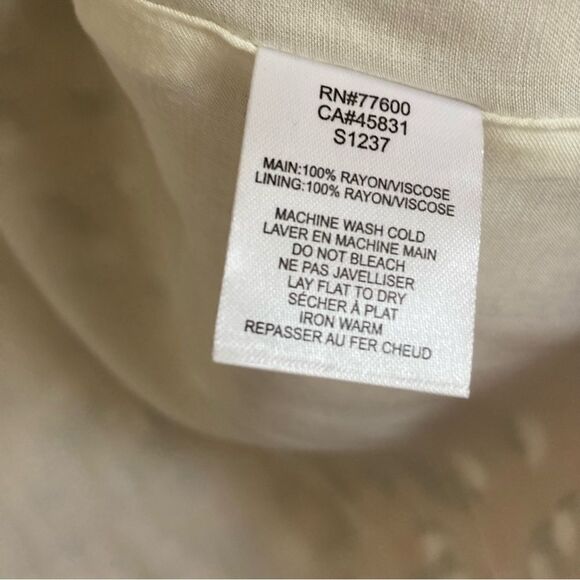 RN#77600
CA#45831
S1237
MAIN:100% RAYON/VISCOSE
LINING:100% RAYON/VISCOSE
MACHINE WASH COLD
LAVER EN MACHINE MAIN
DO NOT BLEACH
NE PAS JAVELLISER
LAY FLAT TO DRY
SÉCHER À PLAT
IRON WARM
REPASSER AU FER CHEUD